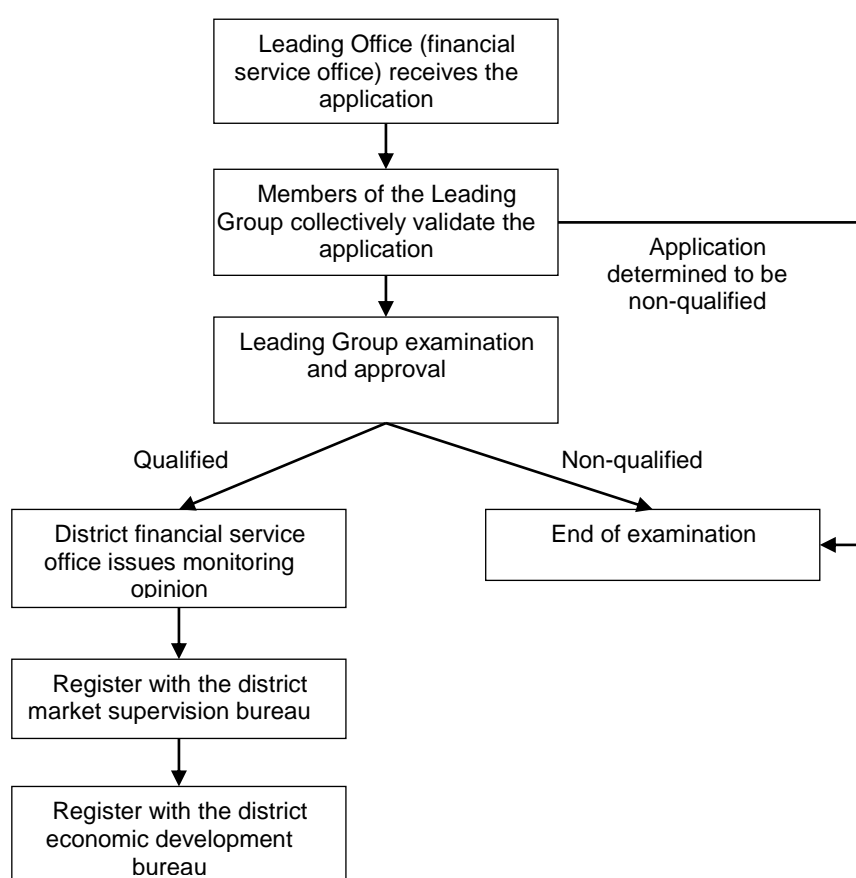 Leading Office (financial
service office) receives the
application
Members of the Leading
Group collectively validate the
application
Application
determined to be
non-qualified
Leading Group examination
and approval
Qualified
Non-qualified
District financial service
office issues monitoring
opinion
End of examination
Register with the district
market supervision bureau
Register with the district
economic development
bureau